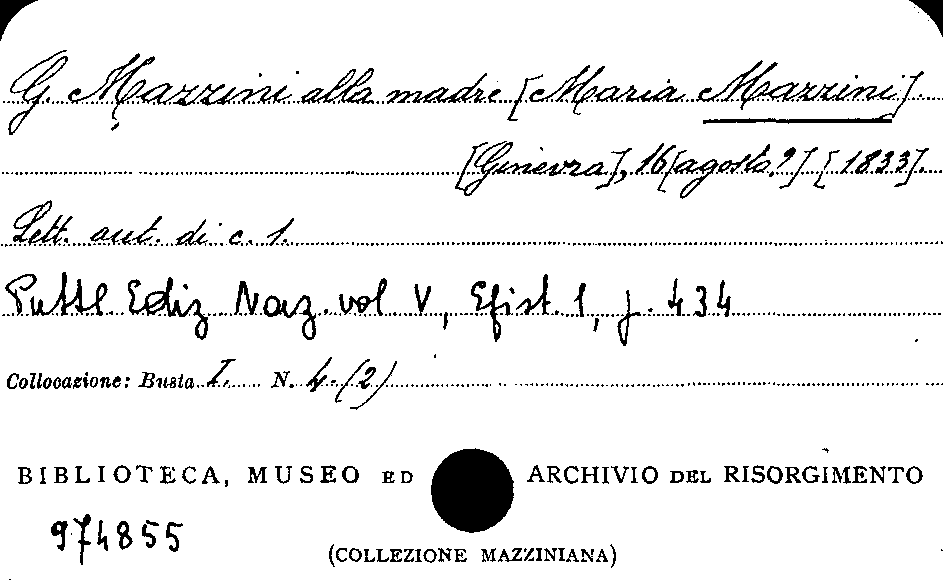 G. Mazzini alla madre [Maria Mazzini].
[Ginevra], 16 [agosto?] [1833].
Lett. aut. di c. 1.
Pubbl. Ediz Naz. vol V, Epist. 1, p. 434
Collocazione: Busta I. N. 4. (2)
BIBLIOTECA, MUSEO ED ARCHIVIO DEL RISORGIMENTO
974855
(COLLEZIONE MAZZINIANA)